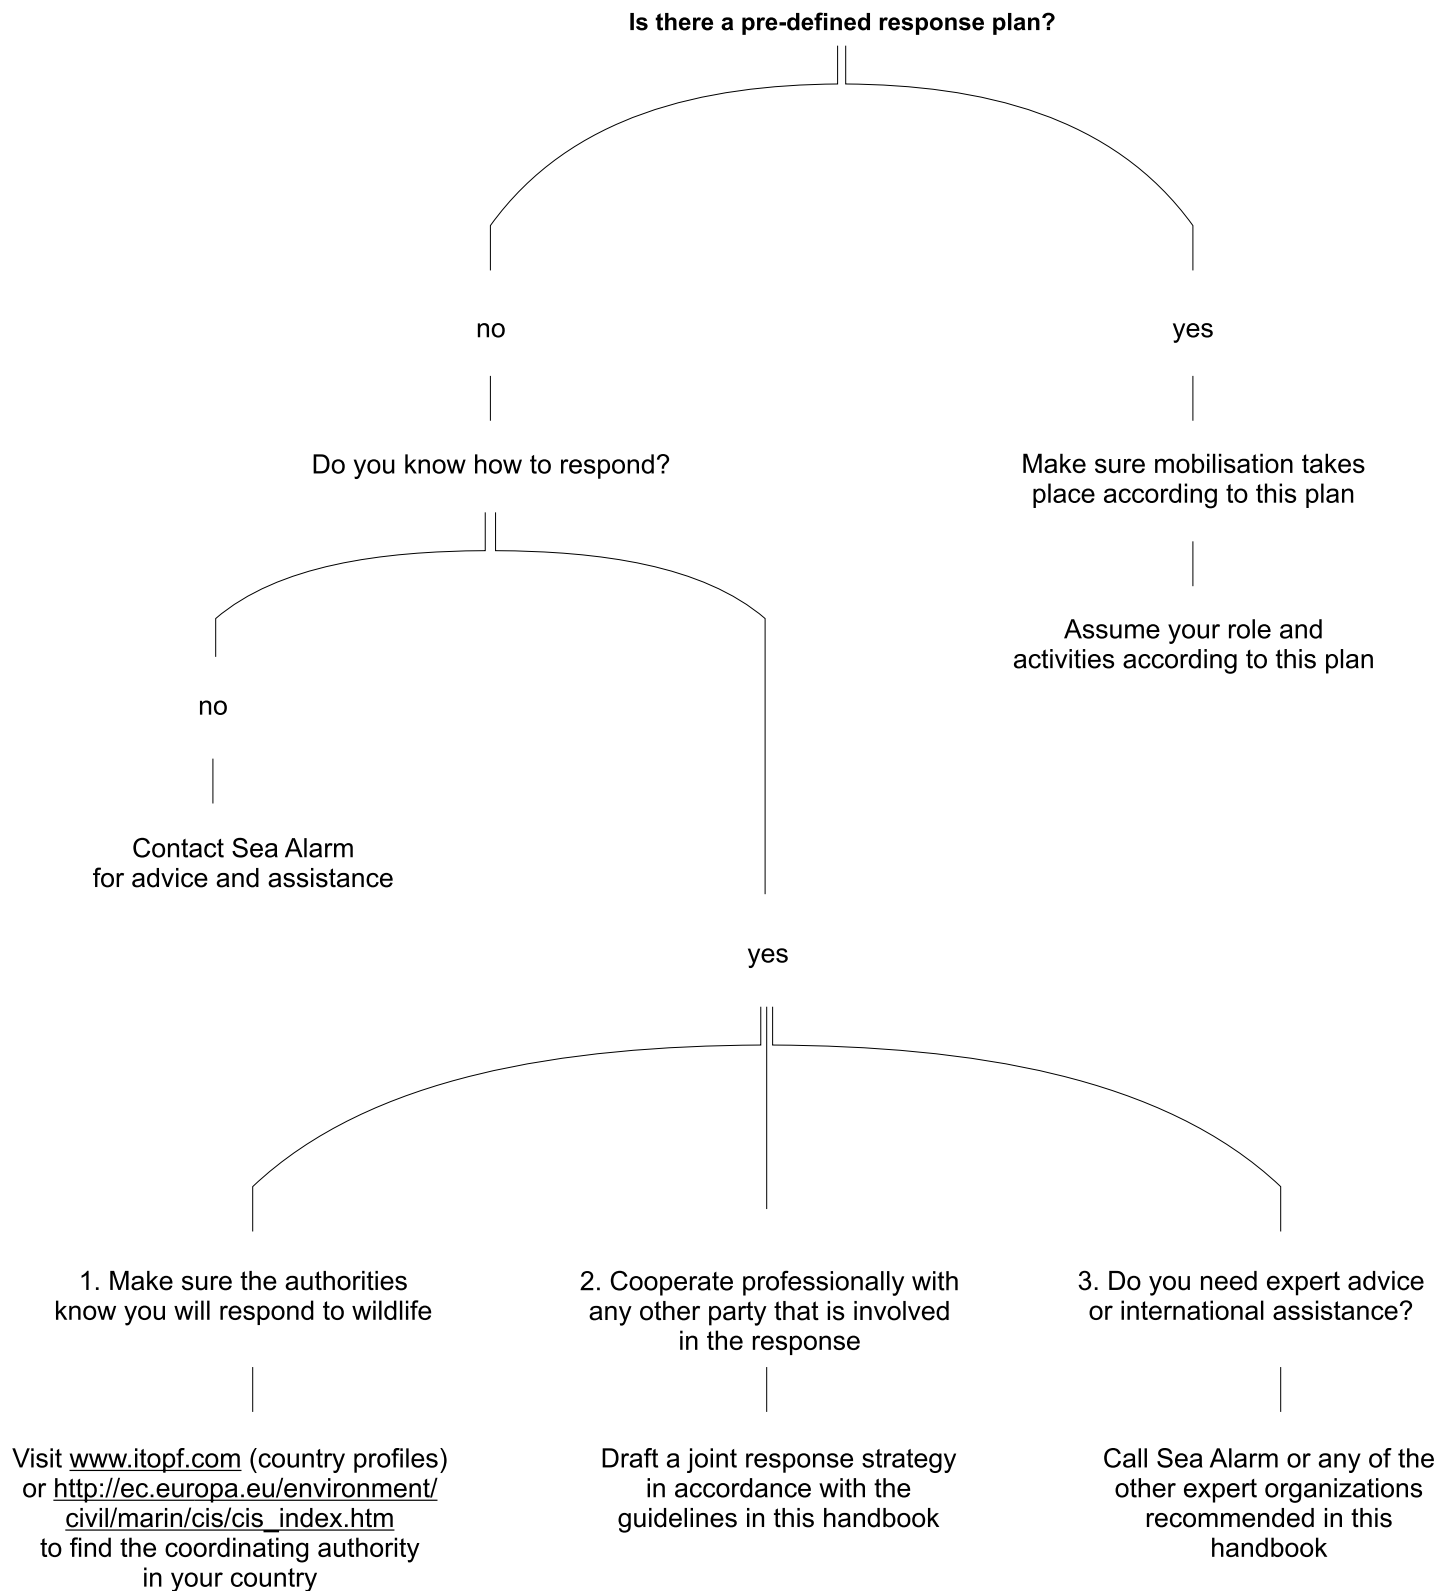 Is there a pre-defined response plan?
no
yes
Do you know how to respond?
Make sure mobilisation takes
place according to this plan
Assume your role and
activities according to this plan
no
Contact Sea Alarm
for advice and assistance
yes
1. Make sure the authorities
know you will respond to wildlife
2. Cooperate professionally with
any other party that is involved
in the response
3. Do you need expert advice
or international assistance?
Visit www.itopf.com (country profiles)
or http://ec.europa.eu/environment/
civil/marin/cis/cis_index.htm
to find the coordinating authority
in your country
Draft a joint response strategy
in accordance with the
guidelines in this handbook
Call Sea Alarm or any of the
other expert organizations
recommended in this
handbook